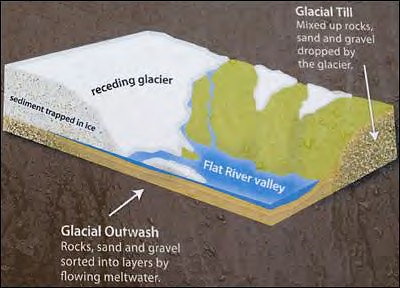 Glacial Till
Mixed up rocks,
sand and gravel
dropped by
the glacier.
receding glacier
sediment trapped in ice
Flat River valley
Glacial Outwash
Rocks, sand and gravel
sorted into layers by
flowing meltwater.